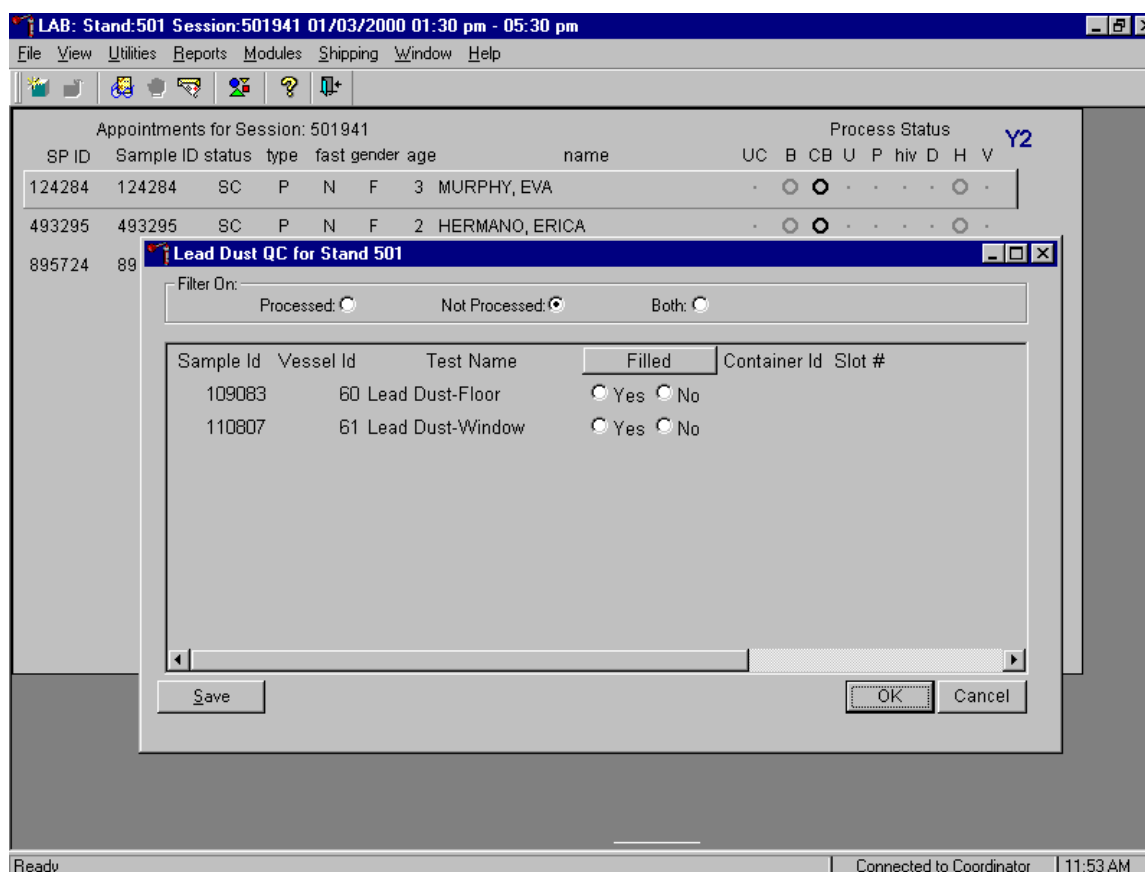 LAB: Stand:501 Session:501941 01/03/2000 01:30 pm - 05:30 pm
File View Utilities Reports Modules Shipping Window Help
Appointments for Session: 501941 Process Status Y2
SP ID Sample ID status type fast gender age name UC B CB U P hiv D H V
124284 124284 SC P N F 3 MURPHY, EVA
493295 493295 SC P N F 2 HERMANO, ERICA
895724 89
Lead Dust QC for Stand 501
Filter On:
Processed: Not Processed: Both:
Sample Id Vessel Id Test Name Filled Container Id Slot #
109083 60 Lead Dust-Floor Yes No
110807 61 Lead Dust-Window Yes No
Save OK Cancel
Ready Connected to Coordinator 11:53 AM